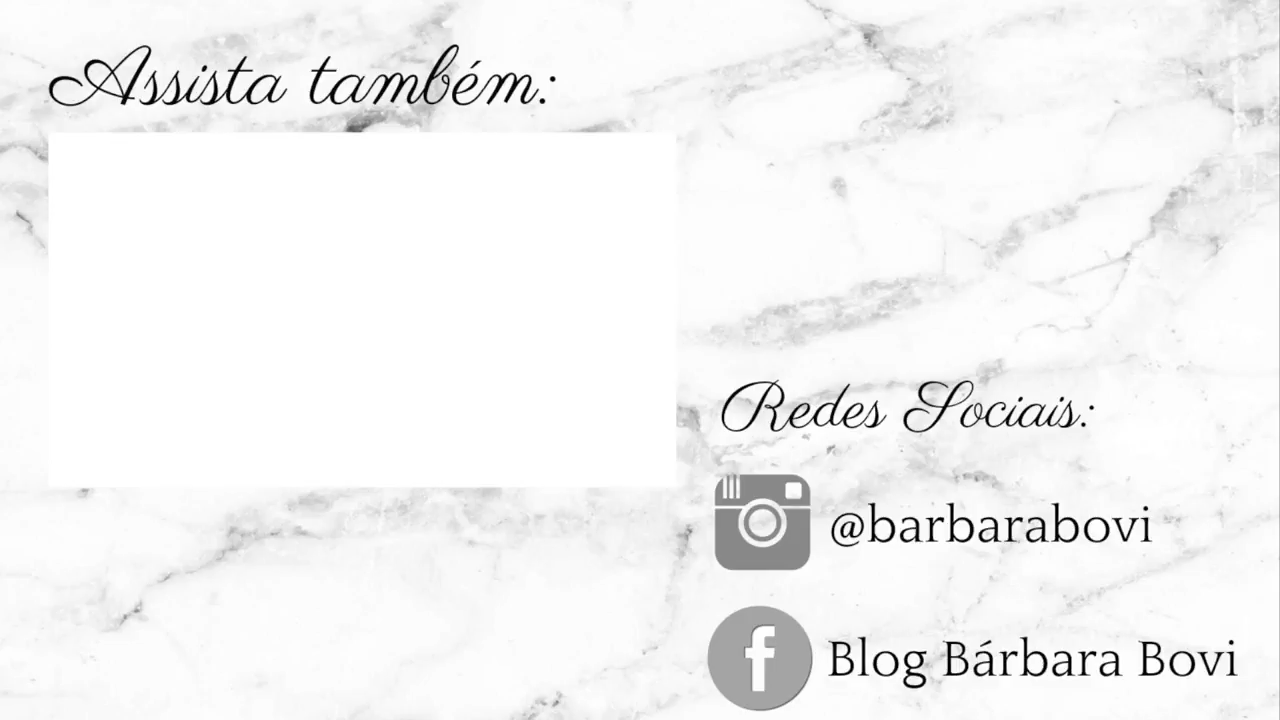 Assista também:
Redes Sociais:
@barbarabovi
Blog Bárbara Bovi